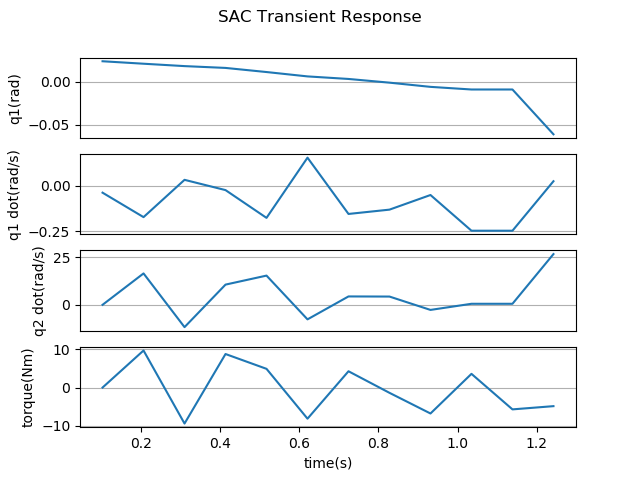 SAC Transient Response
q1(rad)
0.00
−0.05
q1 dot(rad/s)
0.00
−0.25
q2 dot(rad/s)
25
0
torque(Nm)
10
0
−10
0.2 0.4 0.6 0.8 1.0 1.2
time(s)